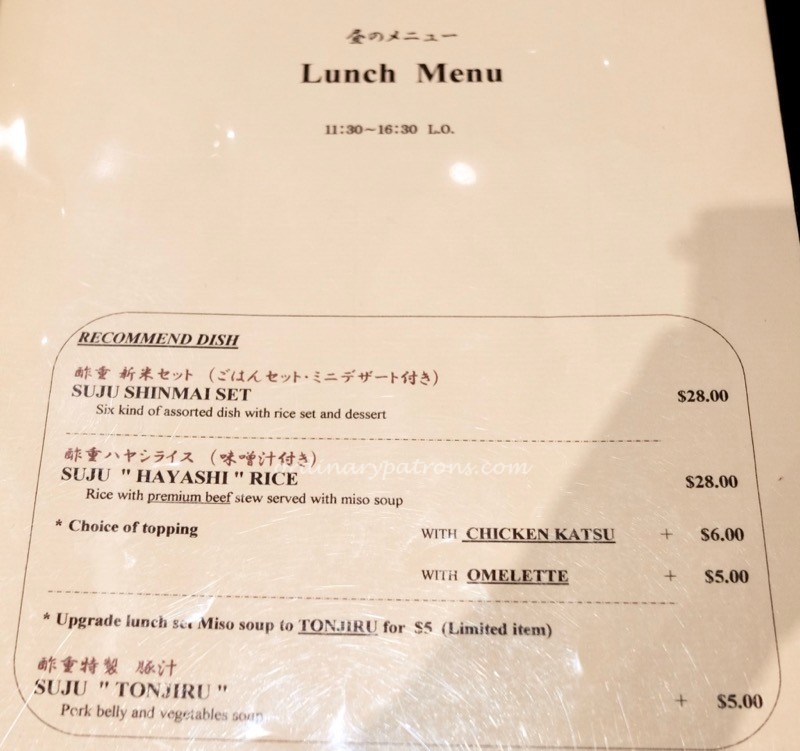 昼のメニュー
Lunch Menu
11:30~16:30 L.O.
RECOMMEND DISH
酢重 新米セット (ごはんセット・ミニデザート付き)
SUJU SHINMAI SET $28.00
Six kind of assorted dish with rice set and dessert
酢重ハヤシライス (味噌汁付き)
ordinarypatrons.com
SUJU "HAYASHI" RICE $28.00
Rice with premium beef stew served with miso soup
* Choice of topping WITH CHICKEN KATSU + $6.00
WITH OMELETTE + $5.00
* Upgrade lunch set Miso soup to TONJIRU for $5 (Limited item)
酢重特製 豚汁
SUJU "TONJIRU" + $5.00
Pork belly and vegetables soup